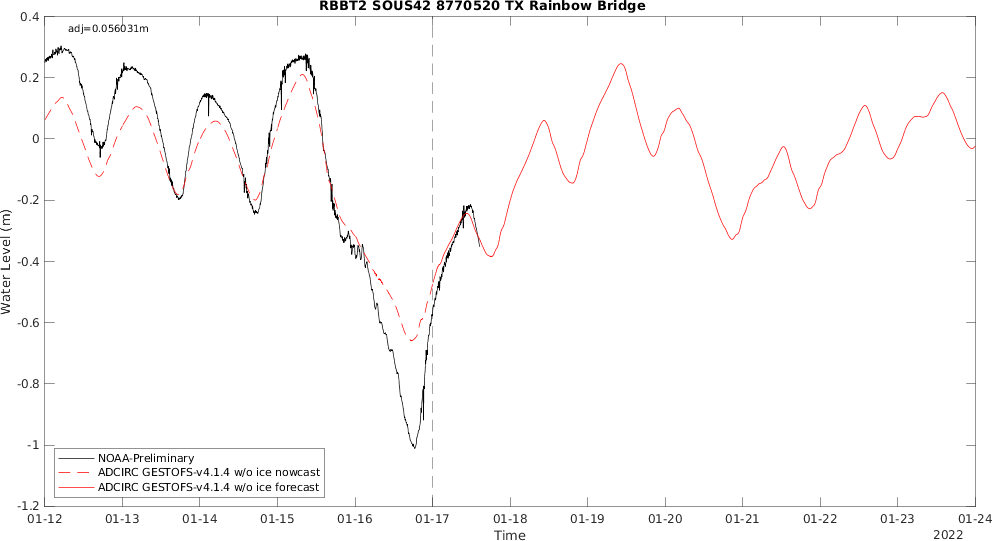 RBBT2 SOUS42 8770520 TX Rainbow Bridge
adj=0.056031m
0.4
0.2
0
-0.2
-0.4
-0.6
-0.8
-1
-1.2
Water Level (m)
NOAA-Preliminary
ADCIRC GESTOFS-v4.1.4 w/o ice nowcast
ADCIRC GESTOFS-v4.1.4 w/o ice forecast
01-12 01-13 01-14 01-15 01-16 01-17 01-18 01-19 01-20 01-21 01-22 01-23 01-24
Time
2022